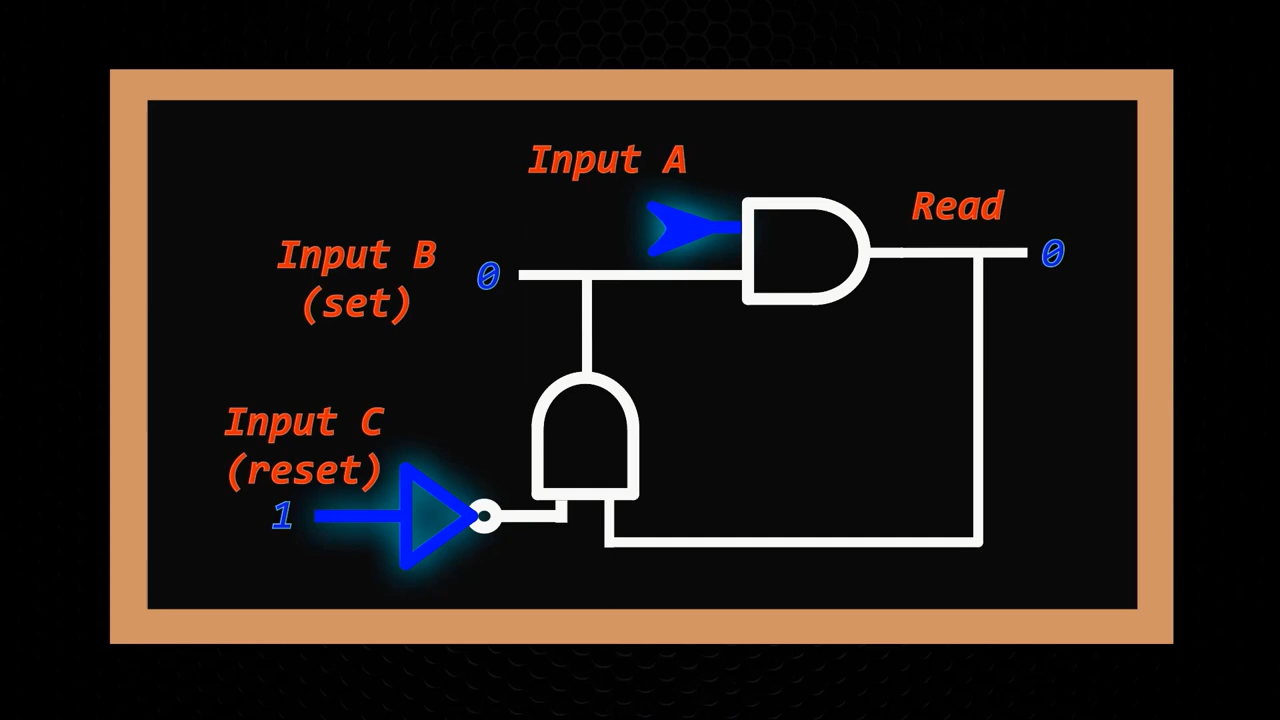 Input A
Read
Input B
(set)
0
0
Input C
(reset)
1